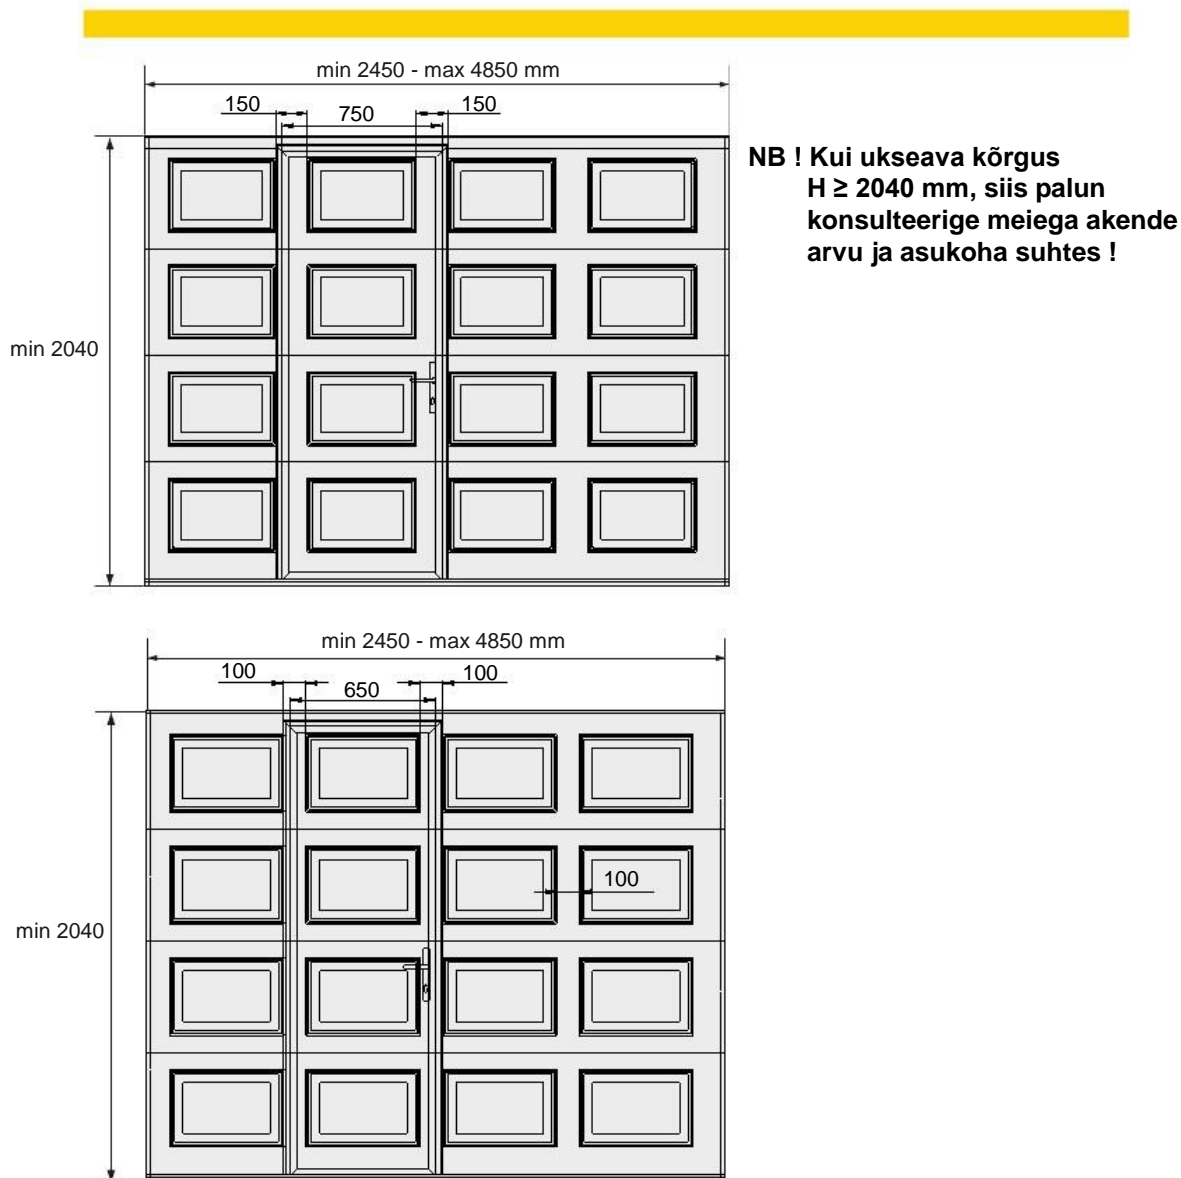 min 2450 - max 4850 mm
150 750 150
NB ! Kui ukseava kõrgus
H ≥ 2040 mm, siis palun
konsulteerige meiega akende
arvu ja asukoha suhtes !
min 2040
min 2450 - max 4850 mm
100 650 100
100
min 2040